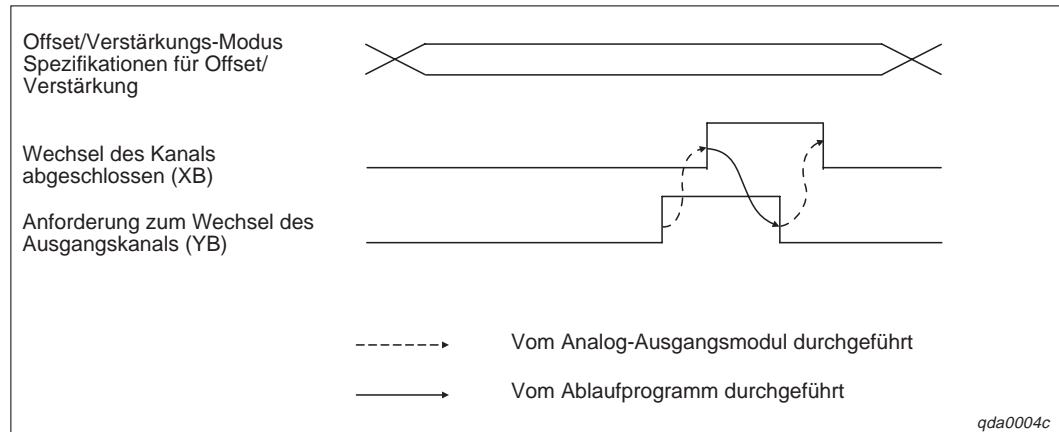 Offset/Verstärkungs-Modus
Spezifikationen für Offset/
Verstärkung
Wechsel des Kanals
abgeschlossen (XB)
Anforderung zum Wechsel des
Ausgangskanals (YB)
Vom Analog-Ausgangsmodul durchgeführt
Vom Ablaufprogramm durchgeführt
qda0004c